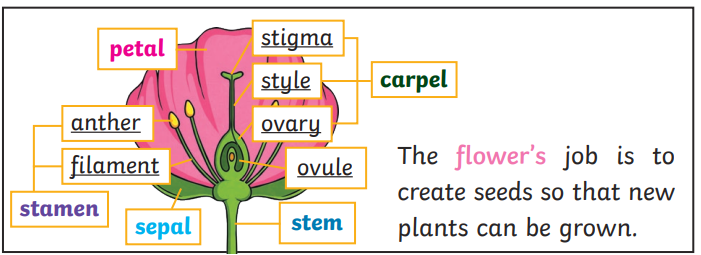 petal
stigma
style
carpel
anther
ovary
filament
ovule
stamen
sepal
stem
The flower's job is to
create seeds so that new
plants can be grown.